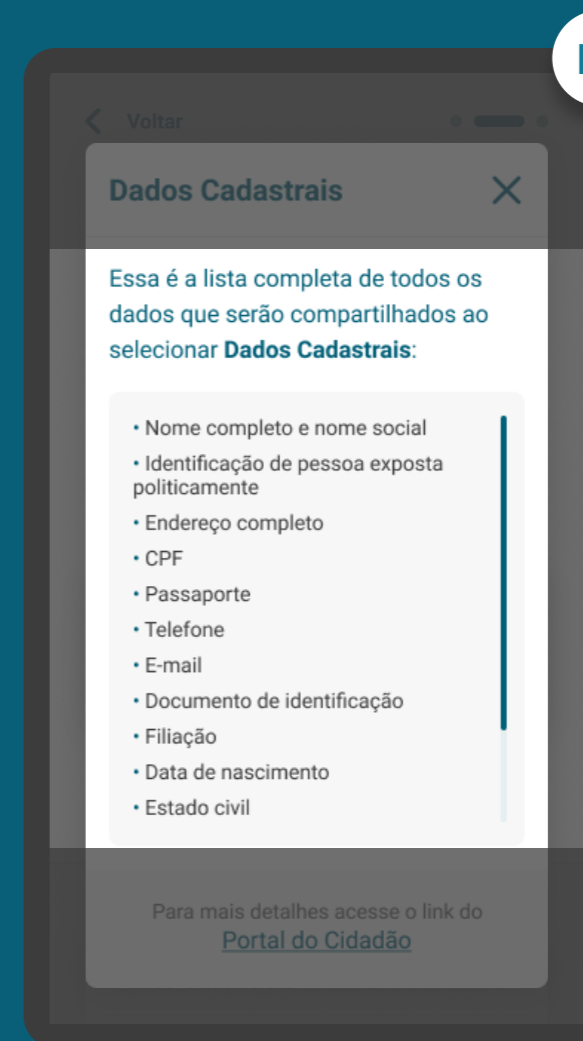 Voltar
Dados Cadastrais
Essa é a lista completa de todos os
dados que serão compartilhados ao
selecionar Dados Cadastrais:
• Nome completo e nome social
• Identificação de pessoa exposta
politicamente
• Endereço completo
• CPF
• Passaporte
• Telefone
• E-mail
• Documento de identificação
• Filiação
• Data de nascimento
• Estado civil
Para mais detalhes acesse o link do
Portal do Cidadão